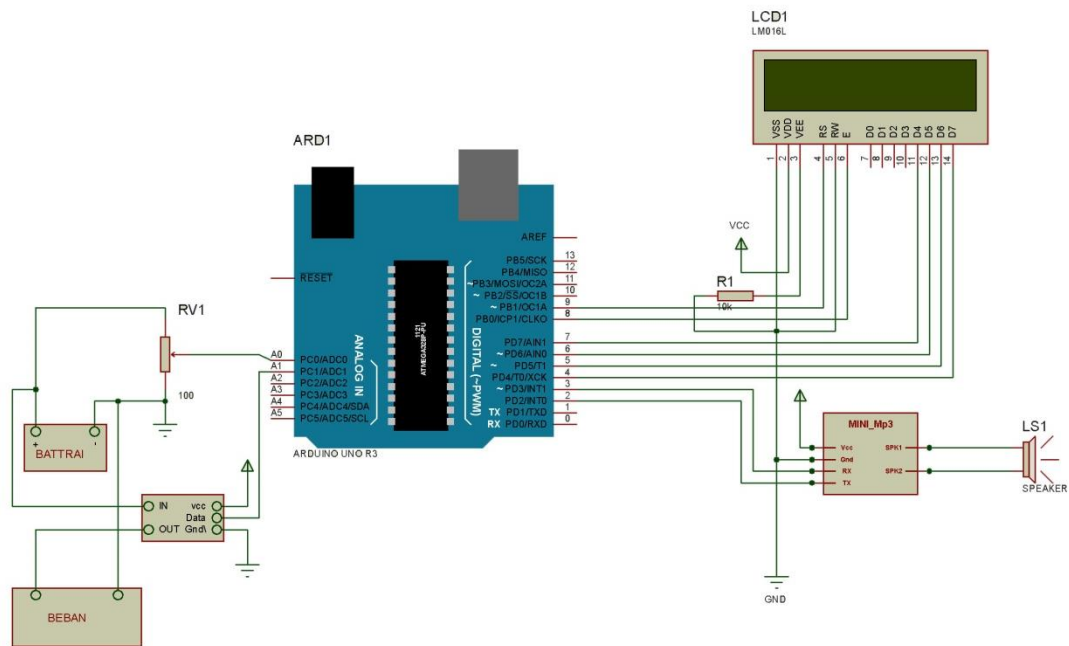 LCD1
LM016L
VSS
VDD
VEE
RS
RW
E
D0
D1
D2
D3
D4
D5
D6
D7
1
2
3
4
5
6
7
8
9
10
11
12
13
14
VCC
R1
10k
ARD1
RESET
AREF
PB5/SCK 13
PB4/MISO 12
~PB3/MOSI/OC2A 11
~PB2/SS/OC1B 10
~PB1/OC1A 9
PB0/ICP1/CLKO 8
PD7/AIN1 7
~PD6/AIN0 6
~PD5/T1 5
PD4/T0/XCK 4
~PD3/INT1 3
PD2/INT0 2
TX PD1/TXD 1
RX PD0/RXD 0
DIGITAL (~PWM)
1121
ATMEGA328P-PU
ANALOG IN
A0 PC0/ADC0
A1 PC1/ADC1
A2 PC2/ADC2
A3 PC3/ADC3
A4 PC4/ADC4/SDA
A5 PC5/ADC5/SCL
ARDUINO UNO R3
RV1
100
+ -
BATTRAI
IN vcc
Data
OUT Gnd\
BEBAN
MINI_Mp3
Vcc SPK1
Gnd
RX SPK2
TX
LS1
SPEAKER
GND